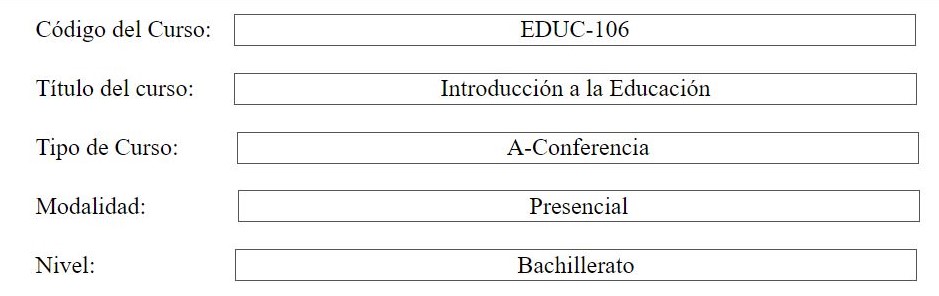 Código del Curso: EDUC-106
Título del curso: Introducción a la Educación
Tipo de Curso: A-Conferencia
Modalidad: Presencial
Nivel: Bachillerato